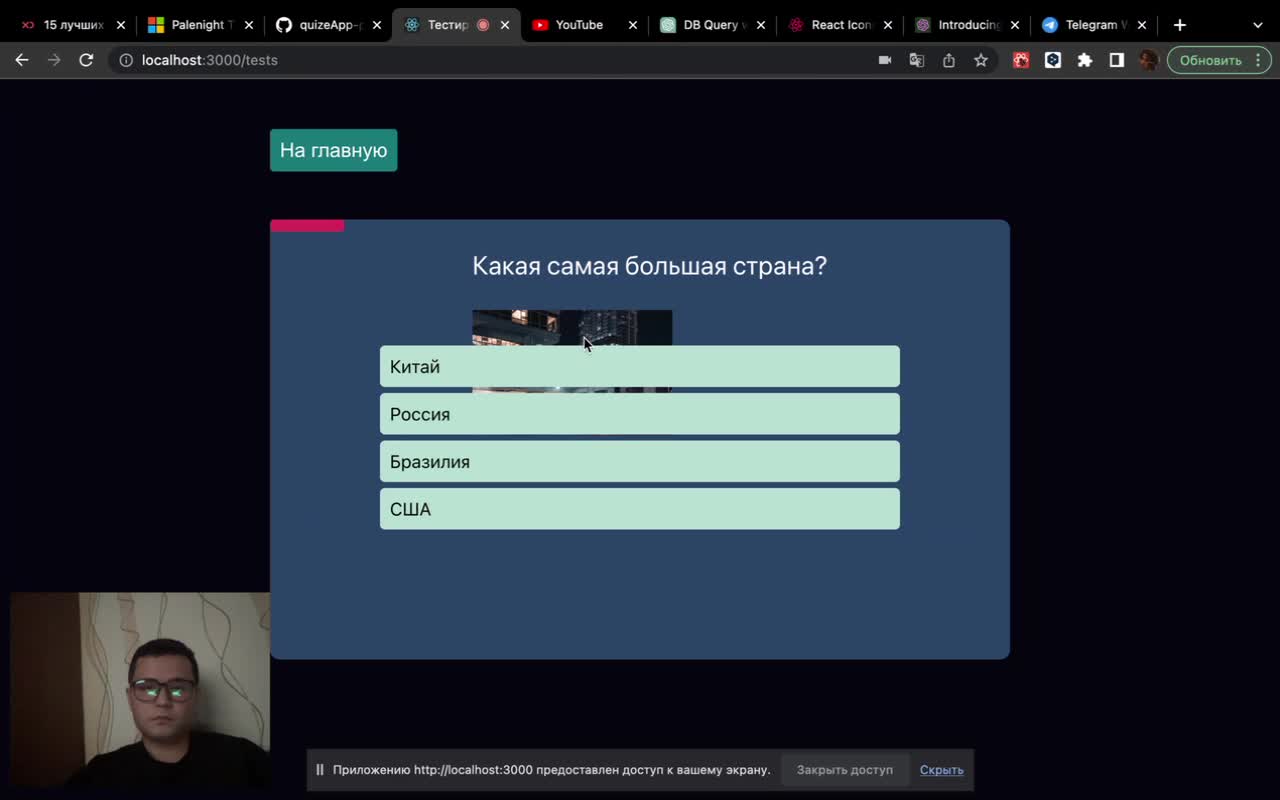 15 лучших
Palenight T
quizeApp-p
Тестир
YouTube
DB Query w
React Icon
Introducing
Telegram W
localhost:3000/tests
Обновить
На главную
Какая самая большая страна?
Китай
Россия
Бразилия
США
Приложению http://localhost:3000 предоставлен доступ к вашему экрану.
Закрыть доступ
Скрыть